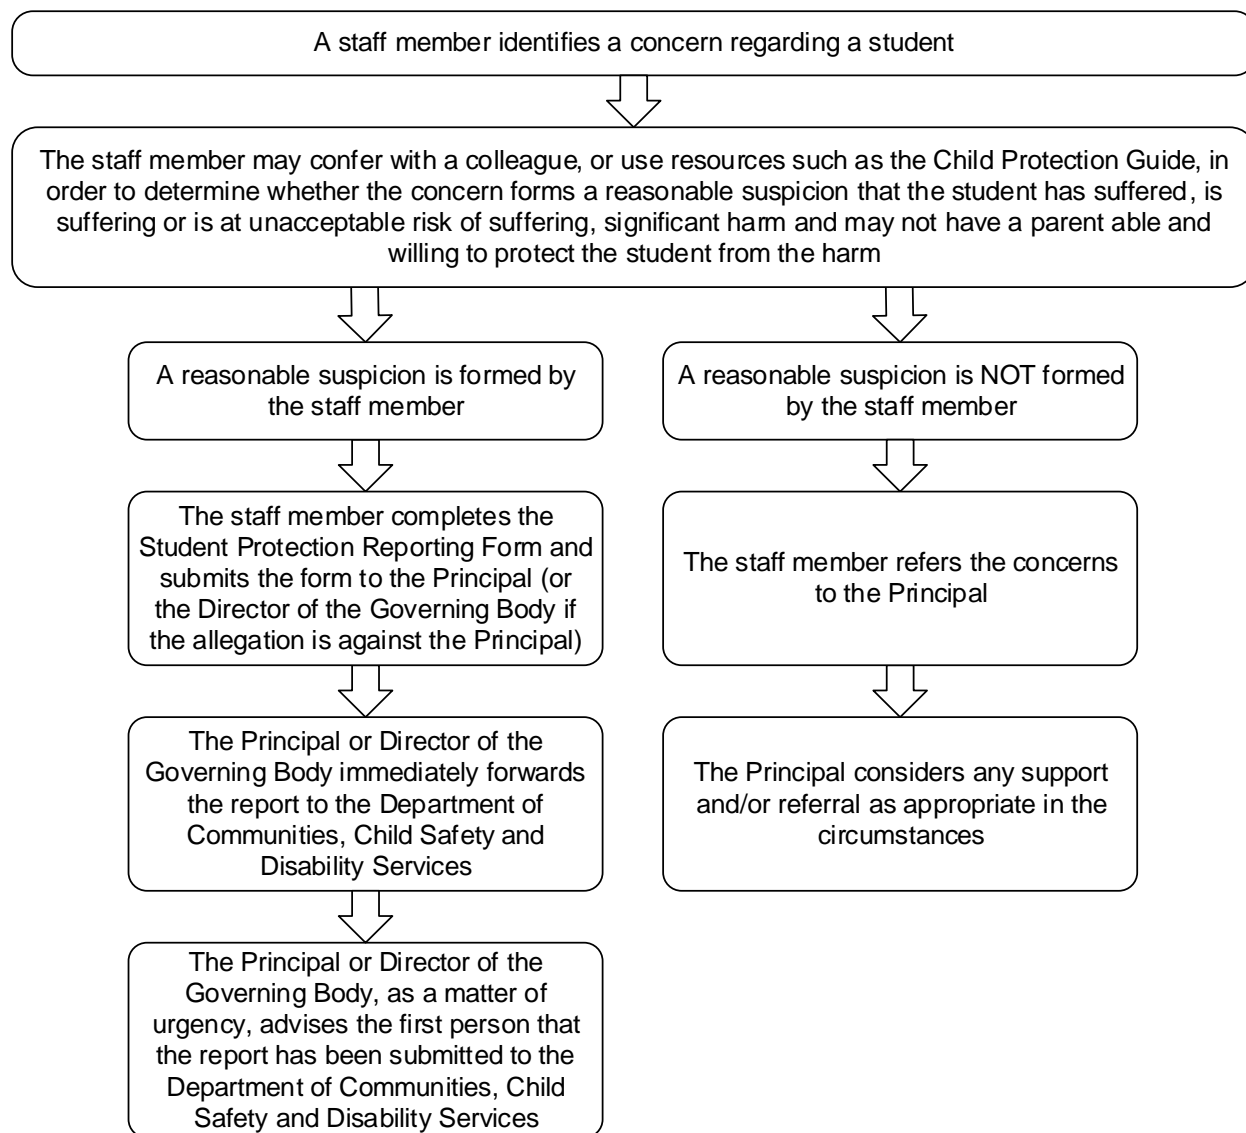 A staff member identifies a concern regarding a student
The staff member may confer with a colleague, or use resources such as the Child Protection Guide, in
order to determine whether the concern forms a reasonable suspicion that the student has suffered, is
suffering or is at unacceptable risk of suffering, significant harm and may not have a parent able and
willing to protect the student from the harm
A reasonable suspicion is formed by
the staff member
A reasonable suspicion is NOT formed
by the staff member
The staff member completes the
Student Protection Reporting Form and
submits the form to the Principal (or
the Director of the Governing Body if
the allegation is against the Principal)
The staff member refers the concerns
to the Principal
The Principal or Director of the
Governing Body immediately forwards
the report to the Department of
Communities, Child Safety and
Disability Services
The Principal considers any support
and/or referral as appropriate in the
circumstances
The Principal or Director of the
Governing Body, as a matter of
urgency, advises the first person that
the report has been submitted to the
Department of Communities, Child
Safety and Disability Services